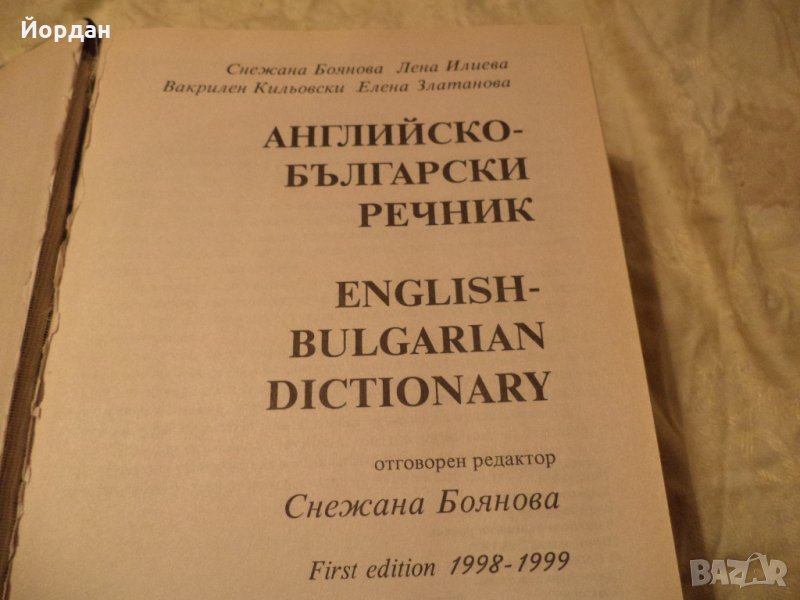 Йордан
Снежана Боянова Лена Илиева
Вакрилен Кильовски Елена Златанова
АНГЛИЙСКО-
БЪЛГАРСКИ
РЕЧНИК
ENGLISH-
BULGARIAN
DICTIONARY
отговорен редактор
Снежана Боянова
First edition 1998-1999
BAZAR